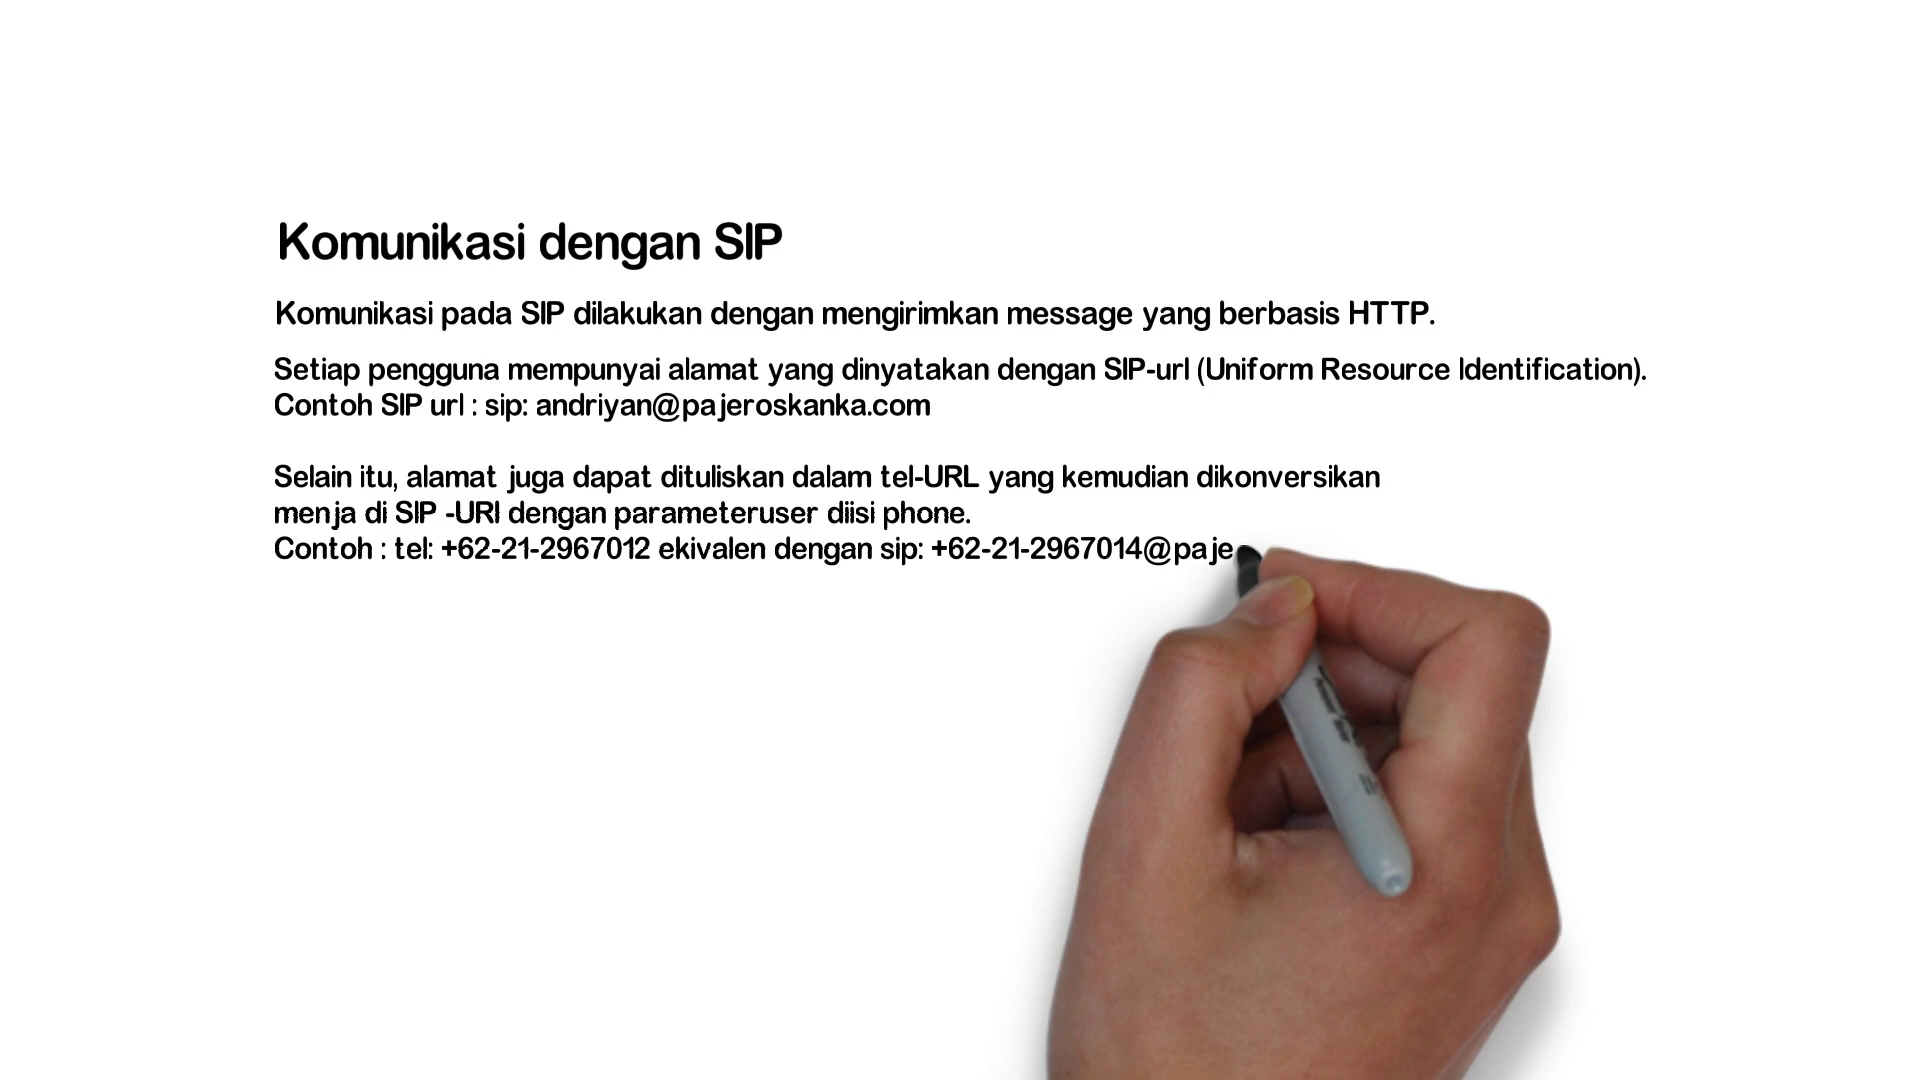 Komunikasi dengan SIP
Komunikasi pada SIP dilakukan dengan mengirimkan message yang berbasis HTTP.
Setiap pengguna mempunyai alamat yang dinyatakan dengan SIP-url (Uniform Resource Identification).
Contoh SIP url : sip: andriyan@pajeroskanka.com
Selain itu, alamat juga dapat dituliskan dalam tel-URL yang kemudian dikonversikan
menja di SIP -URI dengan parameteruser diisi phone.
Contoh : tel: +62-21-2967012 ekivalen dengan sip: +62-21-2967014@paje